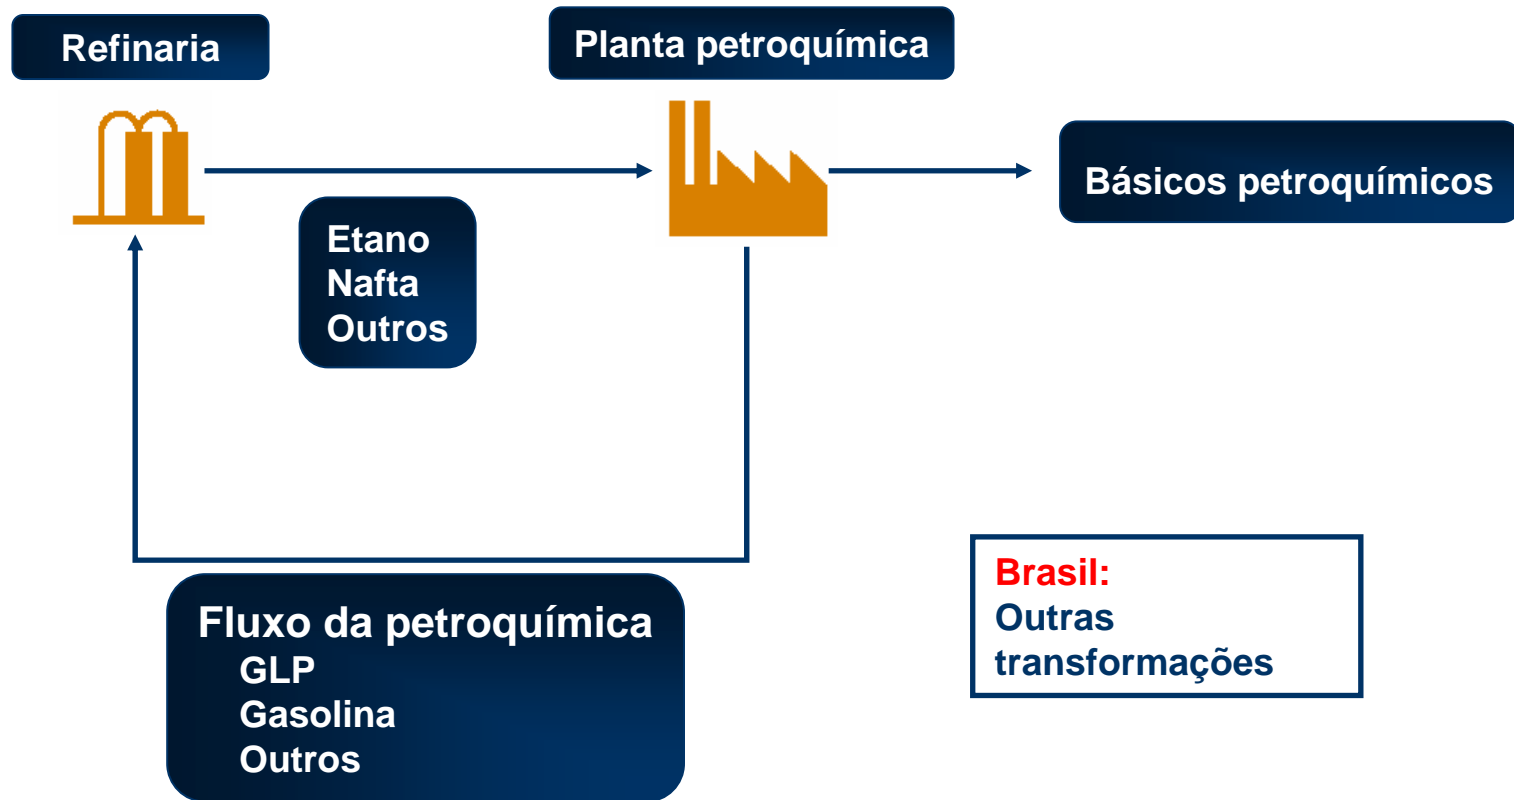 Refinaria
Planta petroquímica
Básicos petroquímicos
Etano
Nafta
Outros
Fluxo da petroquímica
GLP
Gasolina
Outros
Brasil:
Outras
transformações